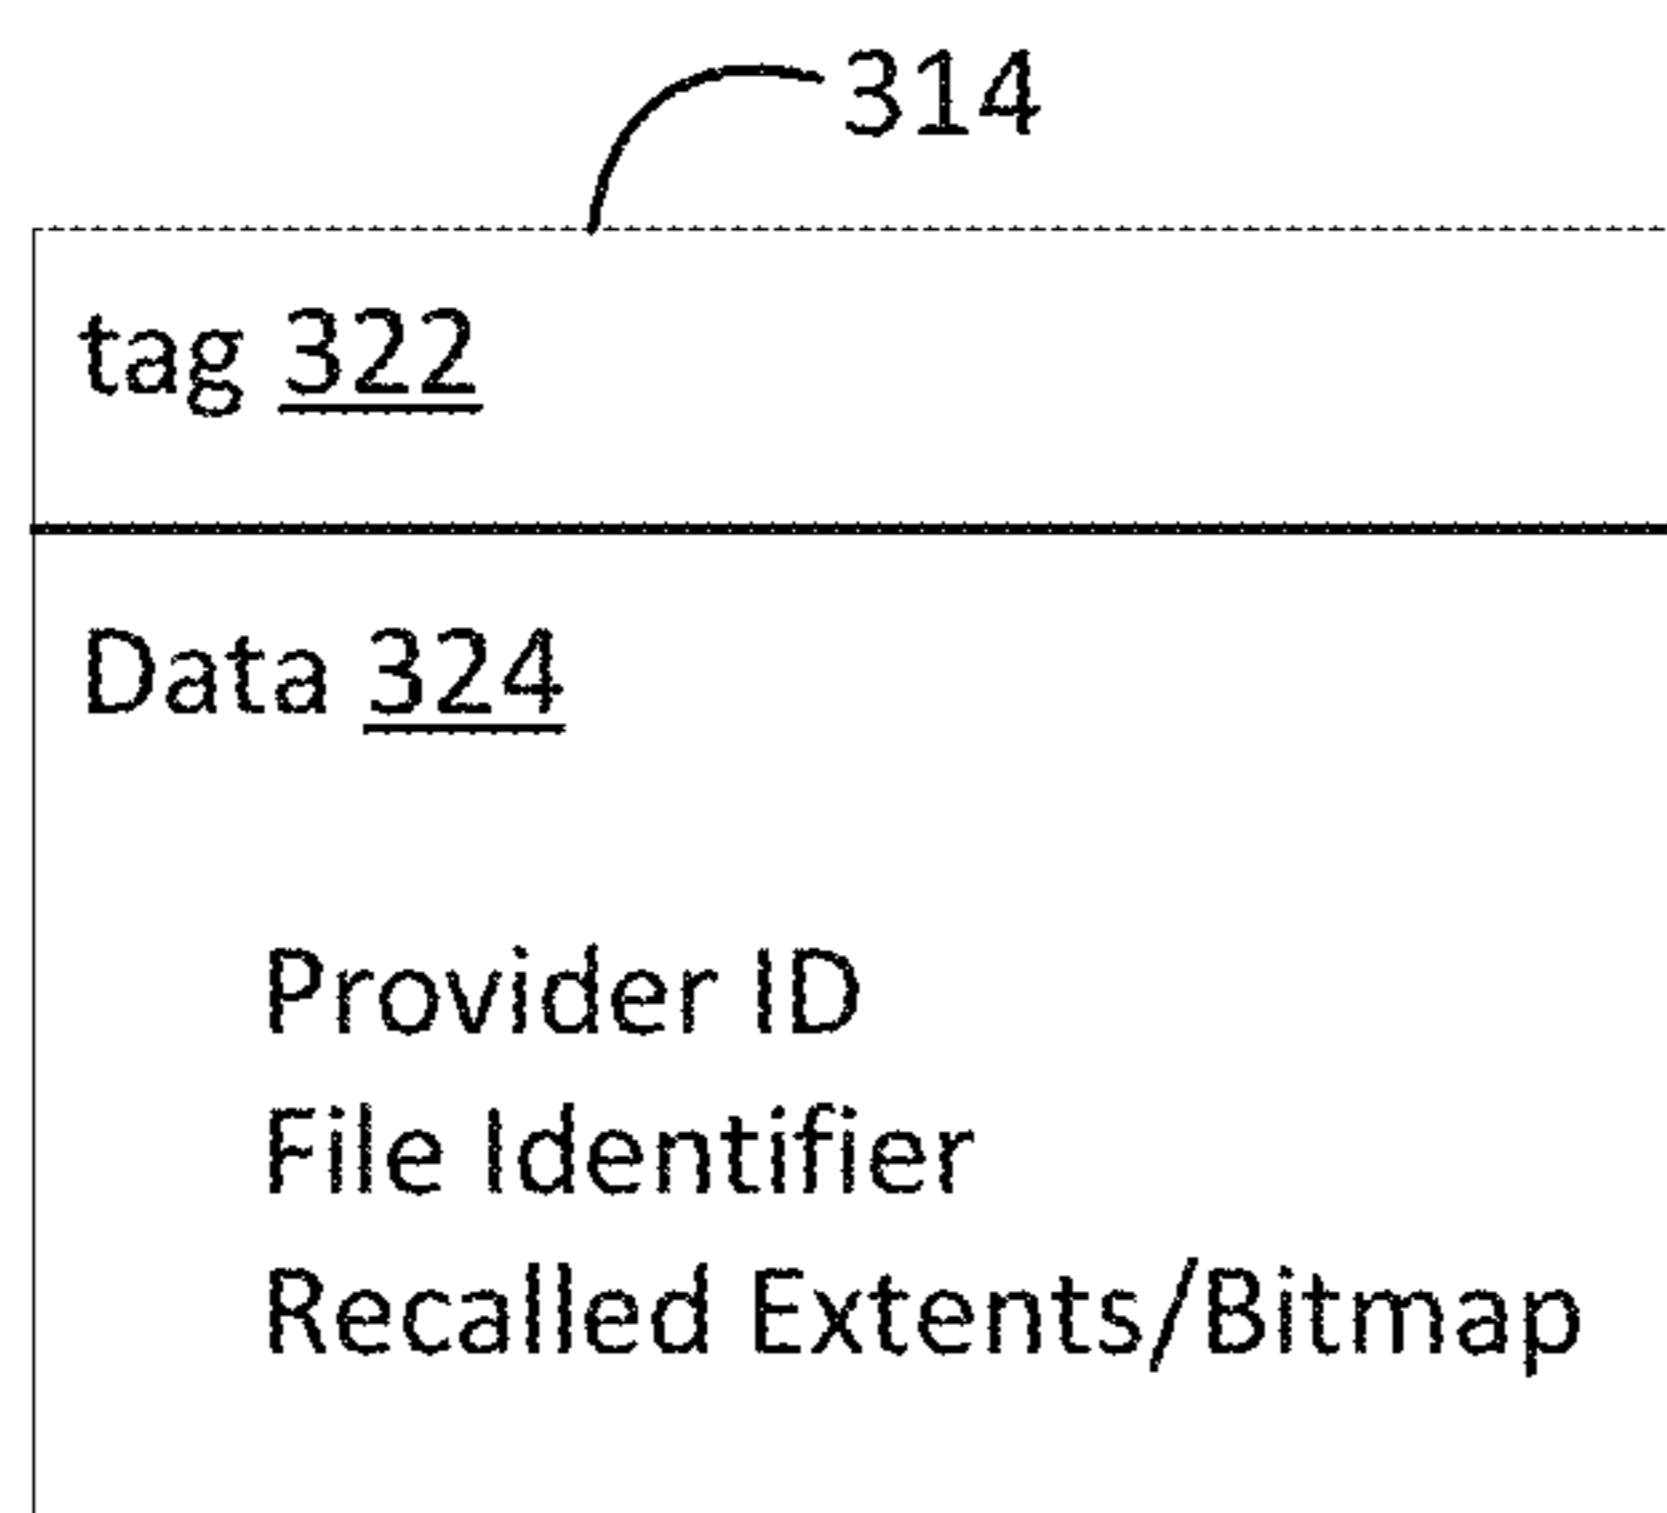 314
tag 322
Data 324
Provider ID
File Identifier
Recalled Extents/Bitmap